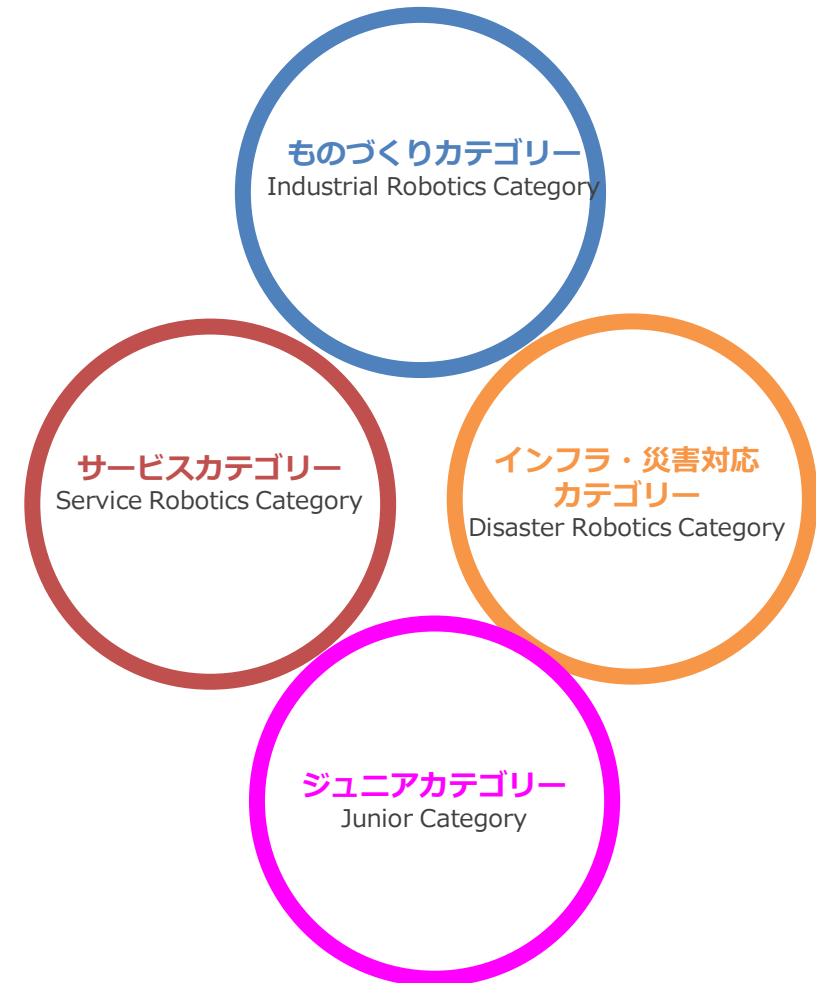 ものづくりカテゴリー
Industrial Robotics Category
サービスカテゴリー
Service Robotics Category
インフラ・災害対応
カテゴリー
Disaster Robotics Category
ジュニアカテゴリー
Junior Category